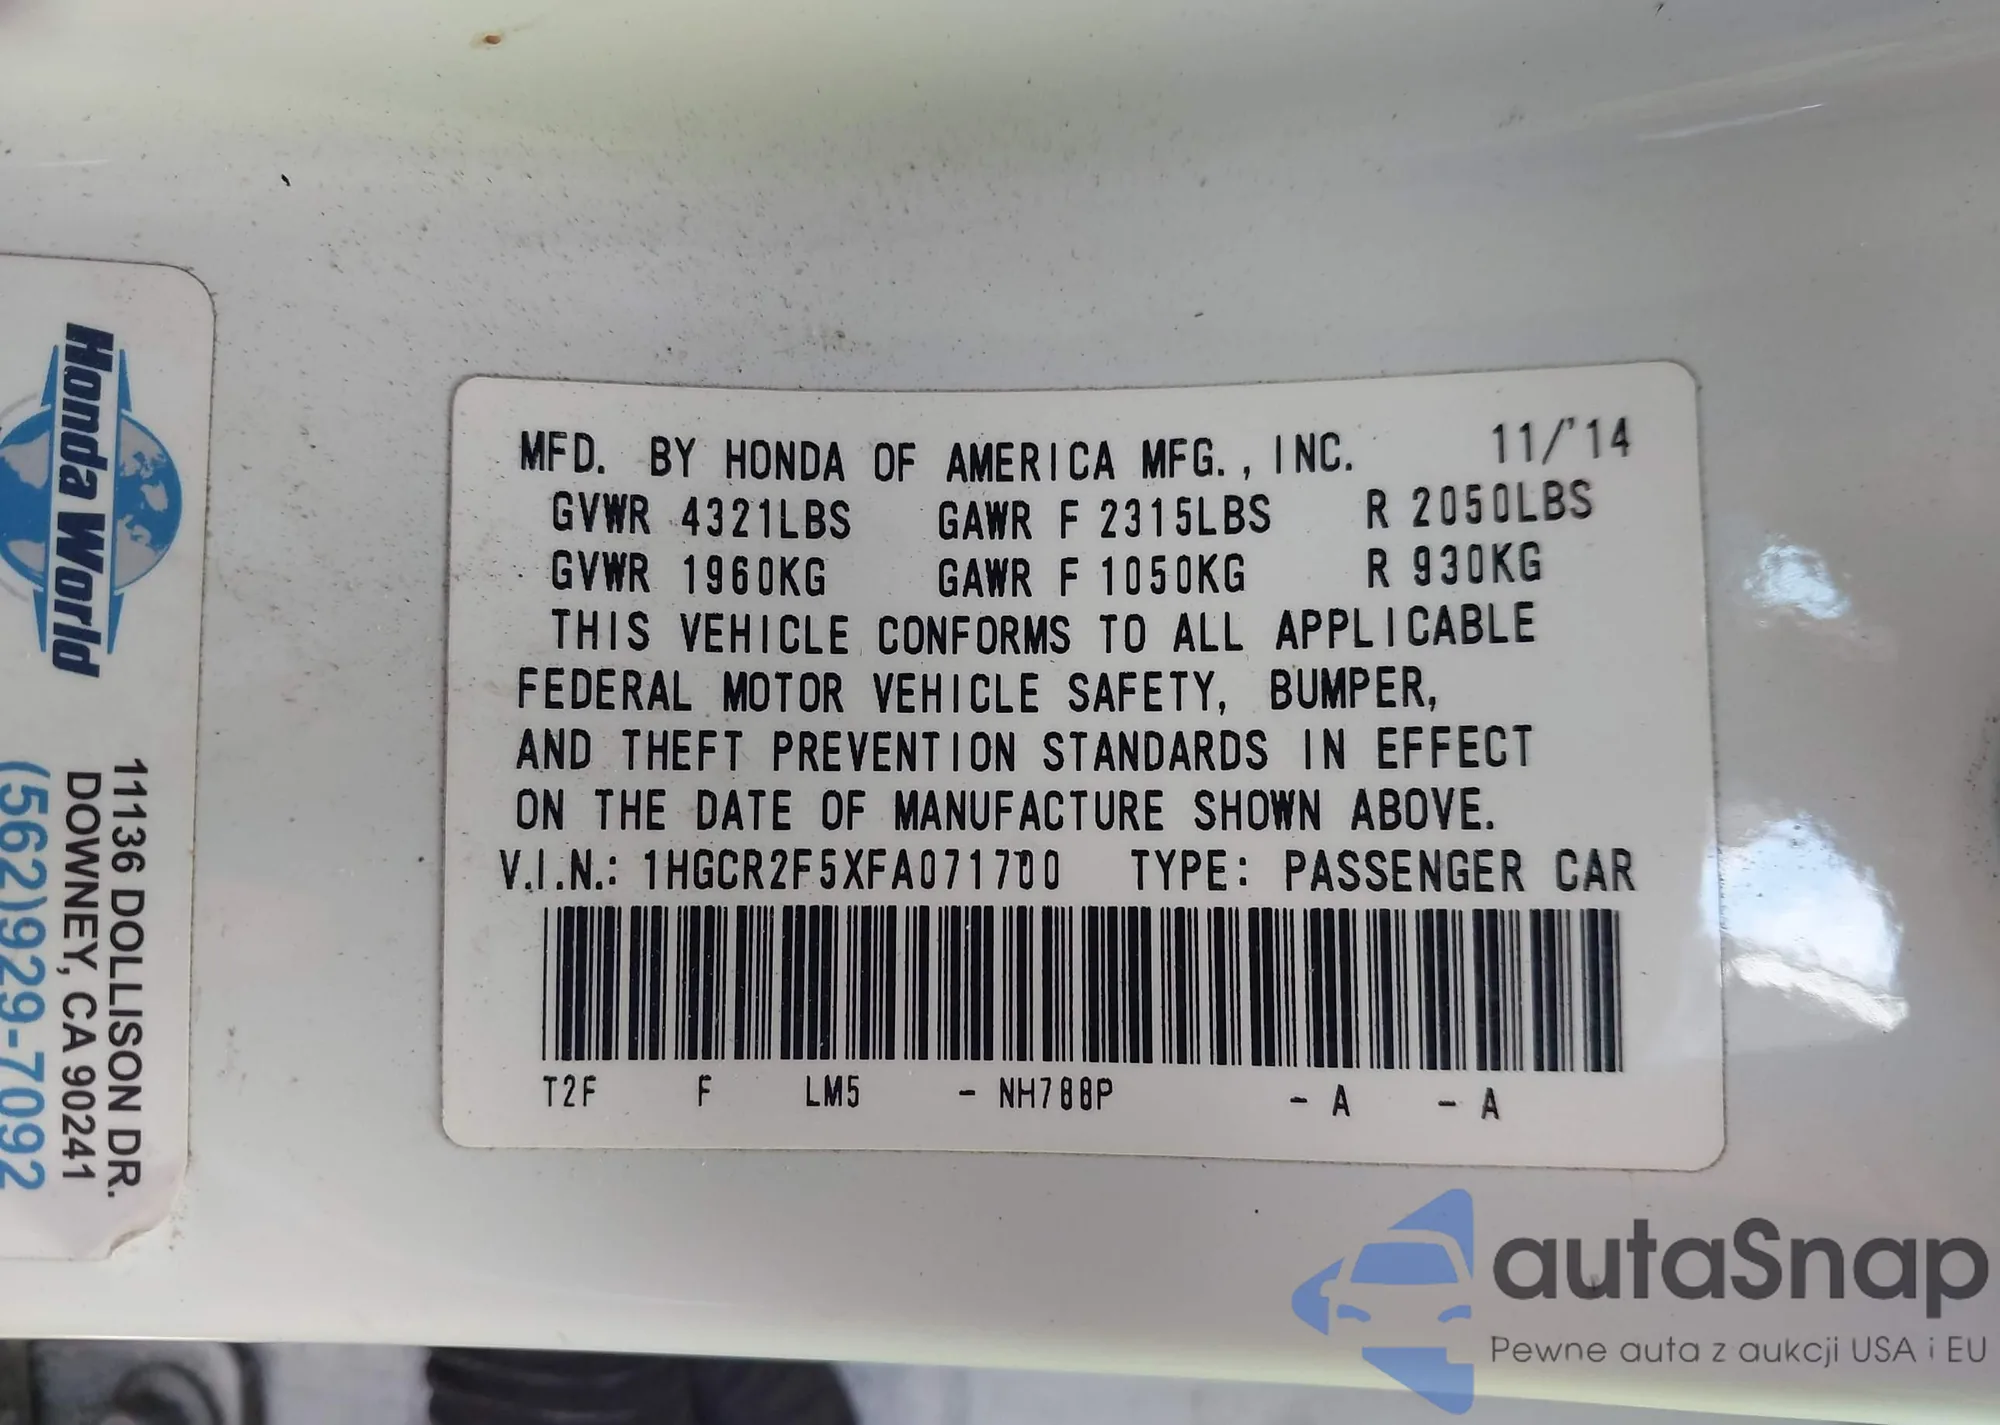 Honda World
11136 DOLLISON DR.
DOWNEY, CA 90241
(562)929-7092
MFD. BY HONDA OF AMERICA MFG., INC. 11/'14
GVWR 4321LBS GAWR F 2315LBS R 2050LBS
GVWR 1960KG GAWR F 1050KG R 930KG
THIS VEHICLE CONFORMS TO ALL APPLICABLE
FEDERAL MOTOR VEHICLE SAFETY, BUMPER,
AND THEFT PREVENTION STANDARDS IN EFFECT
ON THE DATE OF MANUFACTURE SHOWN ABOVE.
V.I.N.: 1HGCR2F5XFA071700 TYPE: PASSENGER CAR
T2F F LM5 - NH788P - A - A
autaSnap
Pewne auta z aukcji USA i EU